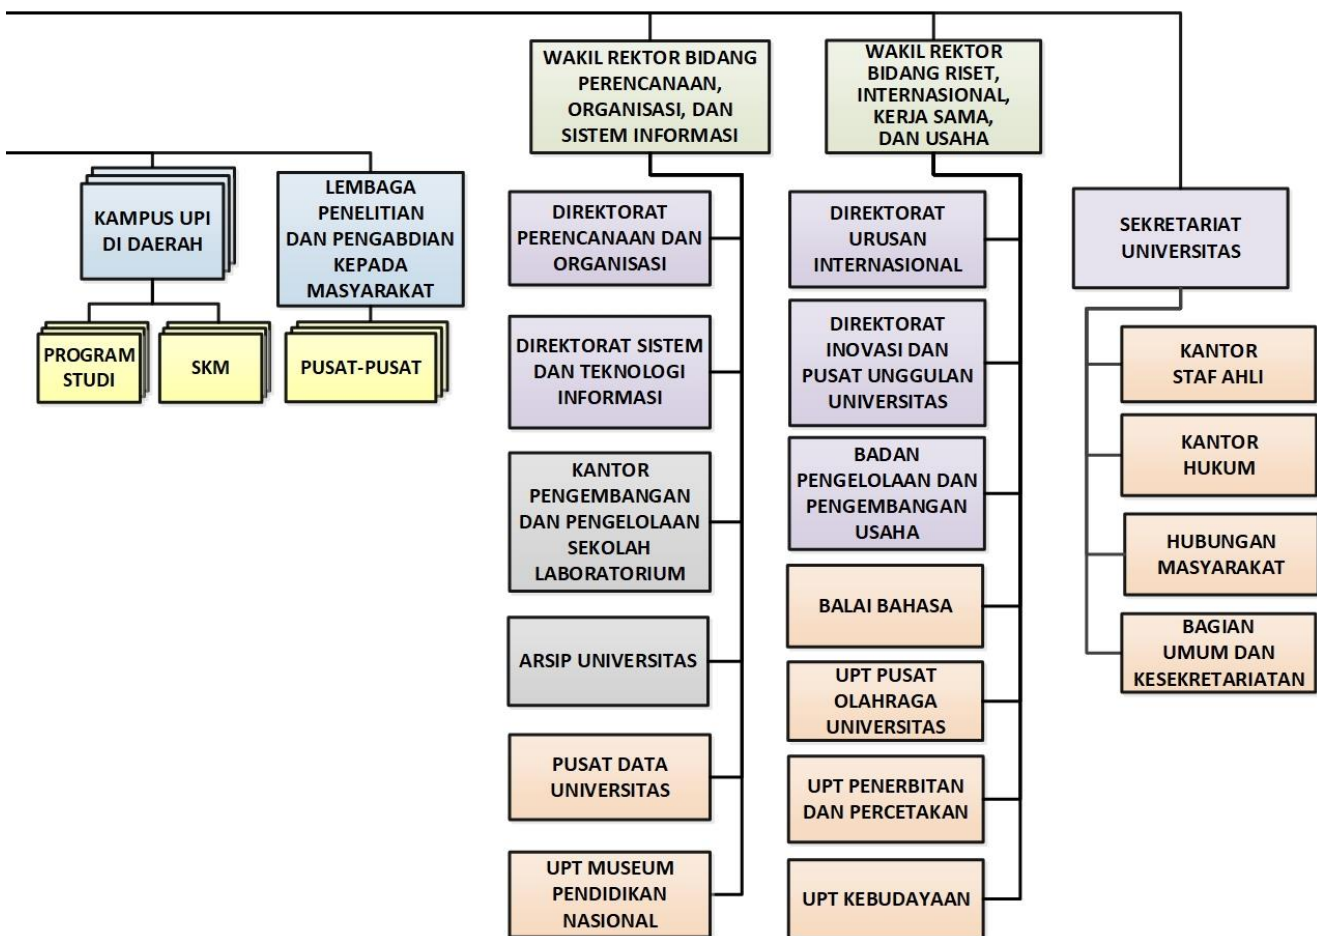 WAKIL REKTOR BIDANG
PERENCANAAN,
ORGANISASI, DAN
SISTEM INFORMASI
WAKIL REKTOR
BIDANG RISET,
INTERNASIONAL,
KERJA SAMA,
DAN USAHA
KAMPUS UPI
DI DAERAH
LEMBAGA
PENELITIAN
DAN PENGABDIAN
KEPADA
MASYARAKAT
PROGRAM
STUDI
SKM
PUSAT-PUSAT
DIREKTORAT
PERENCANAAN DAN
ORGANISASI
DIREKTORAT SISTEM
DAN TEKNOLOGI
INFORMASI
KANTOR
PENGEMBANGAN
DAN PENGELOLAAN
SEKOLAH
LABORATORIUM
ARSIP UNIVERSITAS
PUSAT DATA
UNIVERSITAS
UPT MUSEUM
PENDIDIKAN
NASIONAL
DIREKTORAT
URUSAN
INTERNASIONAL
DIREKTORAT
INOVASI DAN
PUSAT UNGGULAN
UNIVERSITAS
BADAN
PENGELOLAAN DAN
PENGEMBANGAN
USAHA
BALAI BAHASA
UPT PUSAT
OLAHRAGA
UNIVERSITAS
UPT PENERBITAN
DAN PERCETAKAN
UPT KEBUDAYAAN
SEKRETARIAT
UNIVERSITAS
KANTOR
STAF AHLI
KANTOR
HUKUM
HUBUNGAN
MASYARAKAT
BAGIAN
UMUM DAN
KESEKRETARIATAN